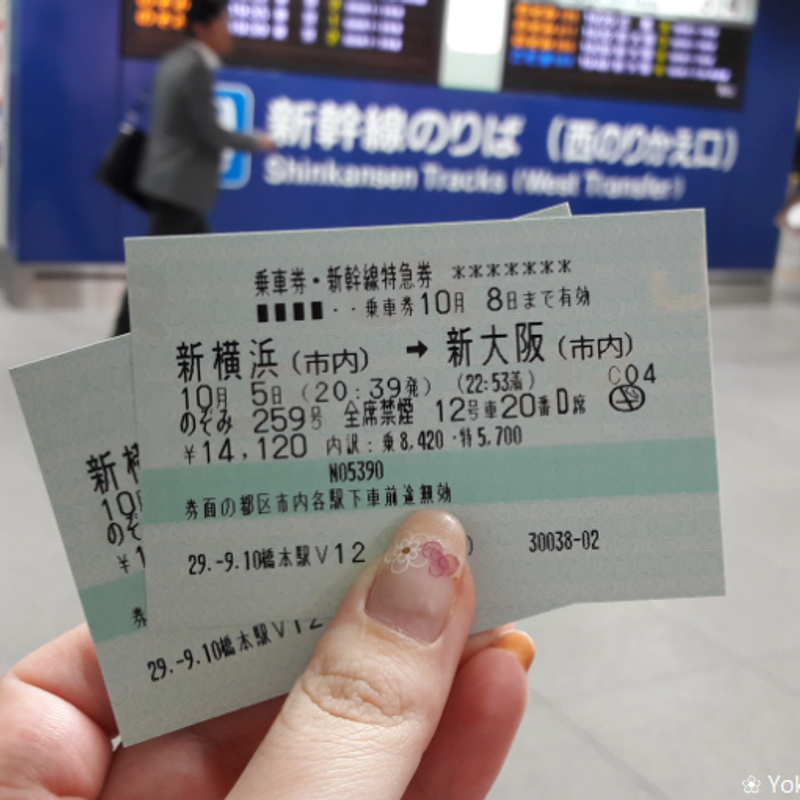 新幹線のりば (西のりかえ口)
Shinkansen Tracks (West Transfer)
乗車券・新幹線特急券 *******
■■■■・・乗車券10月 8日まで有効
新横浜(市内) ➡ 新大阪(市内)
10月 5日 (20:39発) (22:53着) C04
のぞみ 259号 全席禁煙 12号車20番D席
¥14,120 内訳:乗8,420・特5,700
N05390
券面の都区市内各駅下車前途無効
29.-9.10橋本駅V12 30038-02
新
10
のぞ
¥1
券
29.-9.10橋本駅V12
Yok